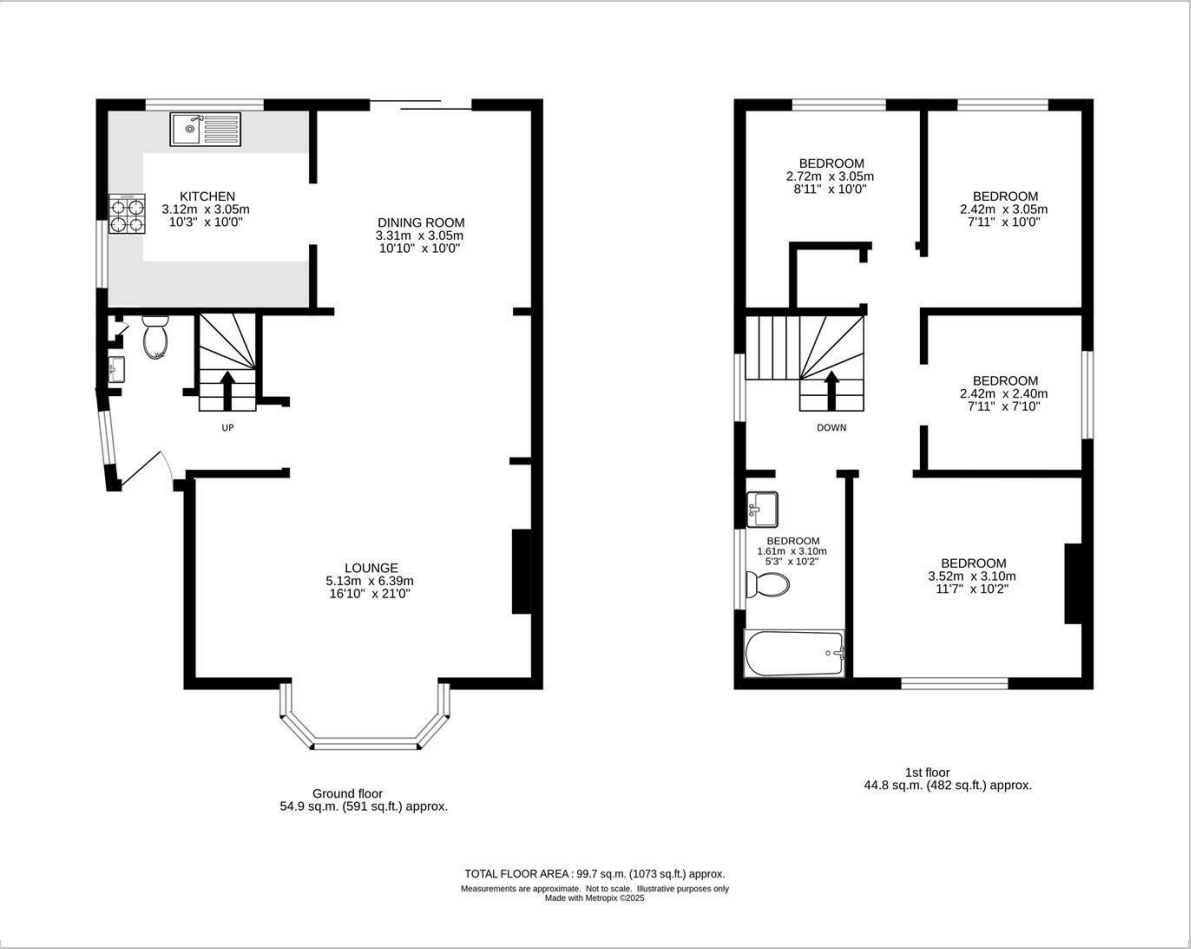 KITCHEN
3.12m x 3.05m
10'3" x 10'0"
DINING ROOM
3.31m x 3.05m
10'10" x 10'0"
UP
LOUNGE
5.13m x 6.39m
16'10" x 21'0"
Ground floor
54.9 sq.m. (591 sq.ft.) approx.
BEDROOM
2.72m x 3.05m
8'11" x 10'0"
BEDROOM
2.42m x 3.05m
7'11" x 10'0"
BEDROOM
2.42m x 2.40m
7'11" x 7'10"
DOWN
BEDROOM
1.61m x 3.10m
5'3" x 10'2"
BEDROOM
3.52m x 3.10m
11'7" x 10'2"
1st floor
44.8 sq.m. (482 sq.ft.) approx.
TOTAL FLOOR AREA : 99.7 sq.m. (1073 sq.ft.) approx.
Measurements are approximate. Not to scale. Illustrative purposes only
Made with Metropix ©2025